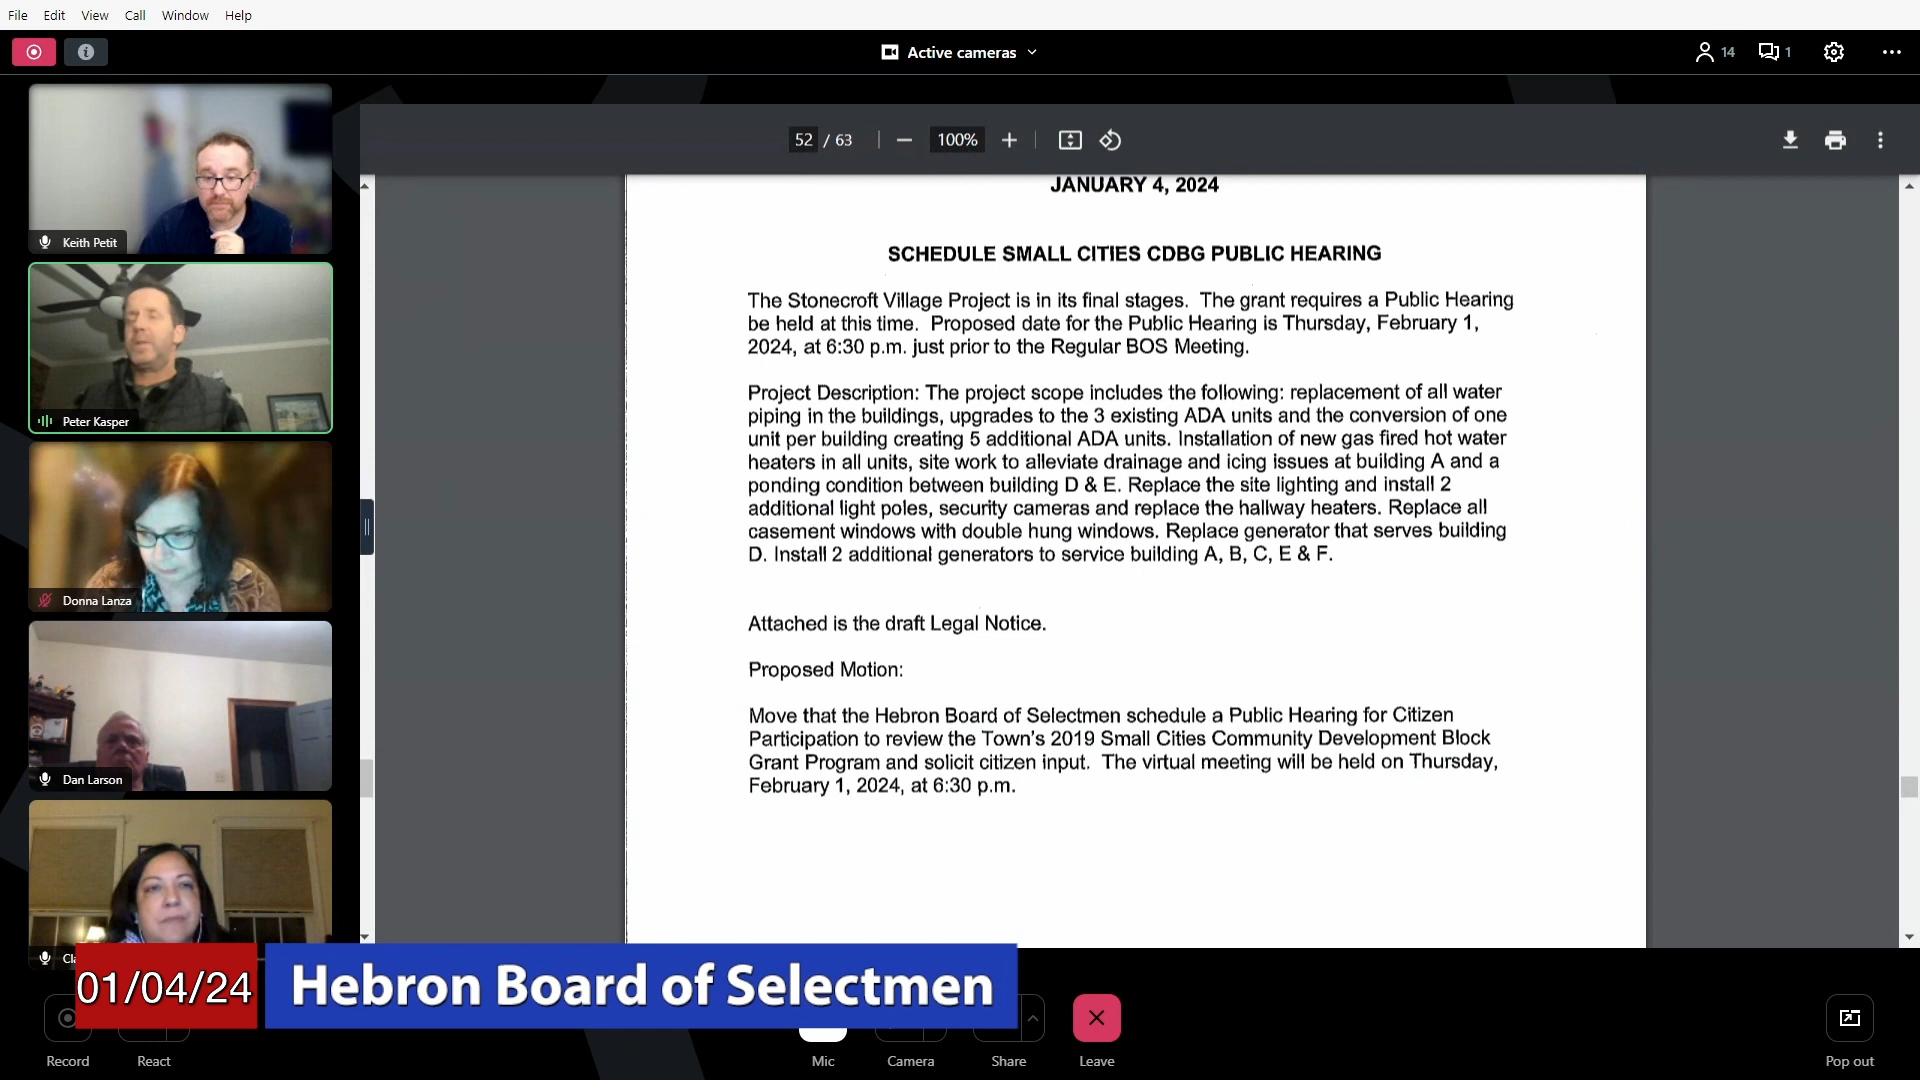 File Edit View Call Window Help
Active cameras
14
1
52 / 63
100%
Keith Petit
Peter Kasper
Donna Lanza
Dan Larson
JANUARY 4, 2024
SCHEDULE SMALL CITIES CDBG PUBLIC HEARING
The Stonecroft Village Project is in its final stages. The grant requires a Public Hearing
be held at this time. Proposed date for the Public Hearing is Thursday, February 1,
2024, at 6:30 p.m. just prior to the Regular BOS Meeting.
Project Description: The project scope includes the following: replacement of all water
piping in the buildings, upgrades to the 3 existing ADA units and the conversion of one
unit per building creating 5 additional ADA units. Installation of new gas fired hot water
heaters in all units, site work to alleviate drainage and icing issues at building A and a
ponding condition between building D & E. Replace the site lighting and install 2
additional light poles, security cameras and replace the hallway heaters. Replace all
casement windows with double hung windows. Replace generator that serves building
D. Install 2 additional generators to service building A, B, C, E & F.
Attached is the draft Legal Notice.
Proposed Motion:
Move that the Hebron Board of Selectmen schedule a Public Hearing for Citizen
Participation to review the Town's 2019 Small Cities Community Development Block
Grant Program and solicit citizen input. The virtual meeting will be held on Thursday,
February 1, 2024, at 6:30 p.m.
01/04/24
Hebron Board of Selectmen
Record React Mic Camera Share Leave Pop out